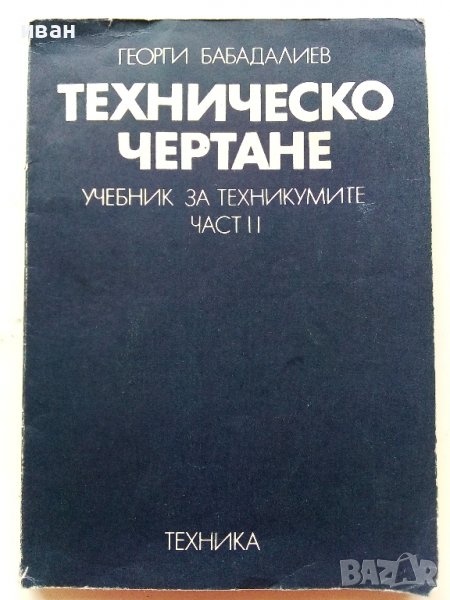 иван
ГЕОРГИ БАБАДАЛИЕВ
ТЕХНИЧЕСКО
ЧЕРТАНЕ
УЧЕБНИК ЗА ТЕХНИКУМИТЕ
ЧАСТ II
ТЕХНИКА
BAZAR